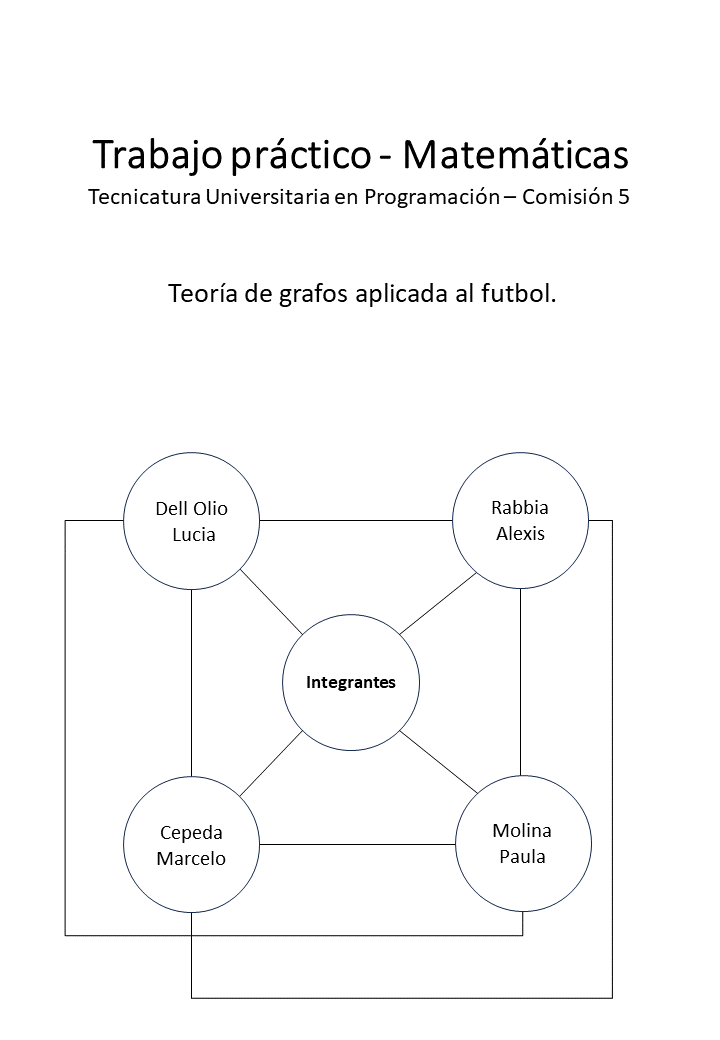 Trabajo práctico - Matemáticas
Tecnicatura Universitaria en Programación – Comisión 5
Teoría de grafos aplicada al futbol.
Dell Olio
Lucia
Rabbia
Alexis
Integrantes
Cepeda
Marcelo
Molina
Paula